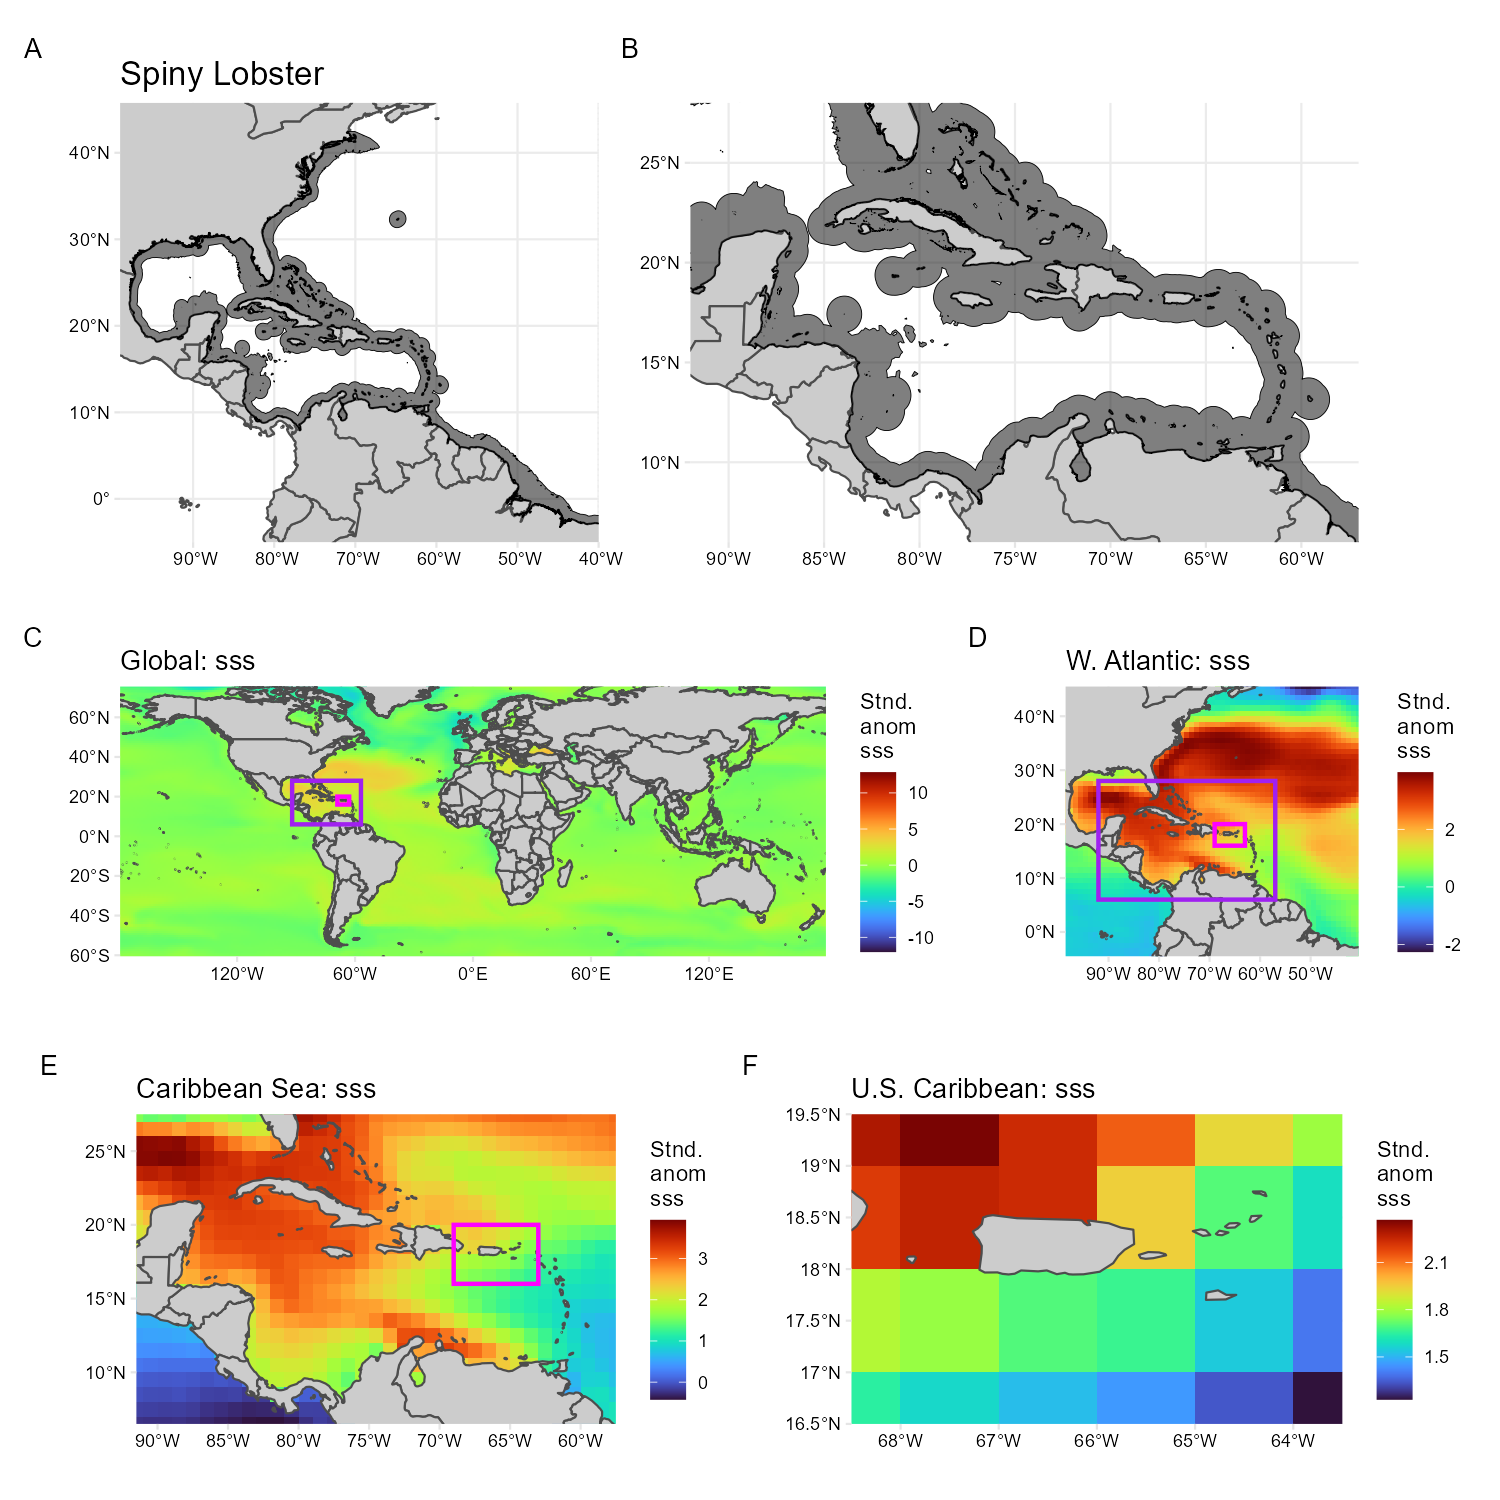 A
B
Spiny Lobster
40°N
30°N
20°N
10°N
0°
90°W 80°W 70°W 60°W 50°W 40°W
25°N
20°N
15°N
10°N
90°W 85°W 80°W 75°W 70°W 65°W 60°W
C
D
Global: sss
60°N
40°N
20°N
0°N
20°S
40°S
60°S
120°W 60°W 0°E 60°E 120°E
Stnd.
anom
sss
10
5
0
-5
-10
W. Atlantic: sss
40°N
30°N
20°N
10°N
0°N
90°W 80°W 70°W 60°W 50°W
Stnd.
anom
sss
2
0
-2
E
F
Caribbean Sea: sss
25°N
20°N
15°N
10°N
90°W 85°W 80°W 75°W 70°W 65°W 60°W
Stnd.
anom
sss
3
2
1
0
U.S. Caribbean: sss
19.5°N
19°N
18.5°N
18°N
17.5°N
17°N
16.5°N
68°W 67°W 66°W 65°W 64°W
Stnd.
anom
sss
2.1
1.8
1.5